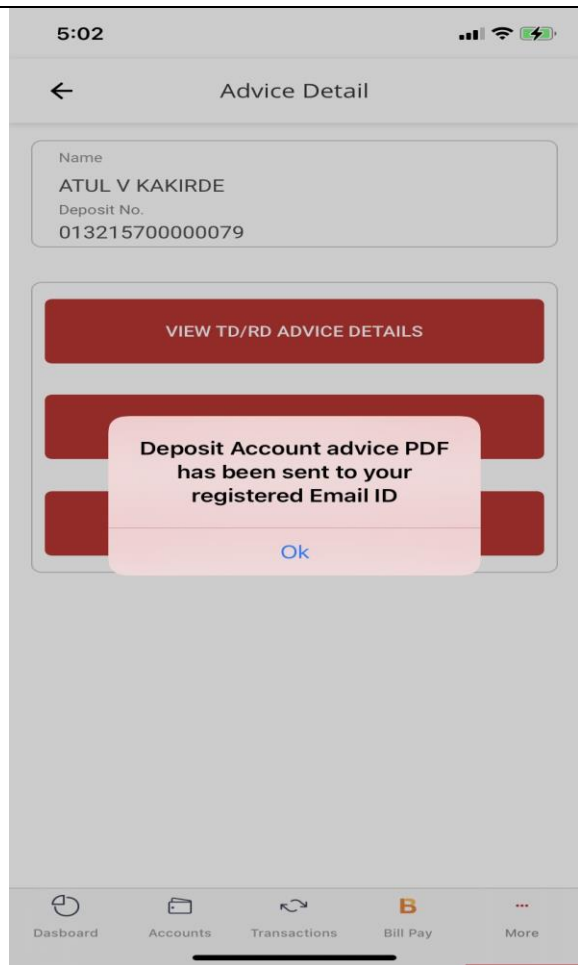 5:02
Advice Detail
Name
ATUL V KAKIRDE
Deposit No.
013215700000079
VIEW TD/RD ADVICE DETAILS
Deposit Account advice PDF
has been sent to your
registered Email ID
Ok
Dasboard Accounts Transactions Bill Pay More